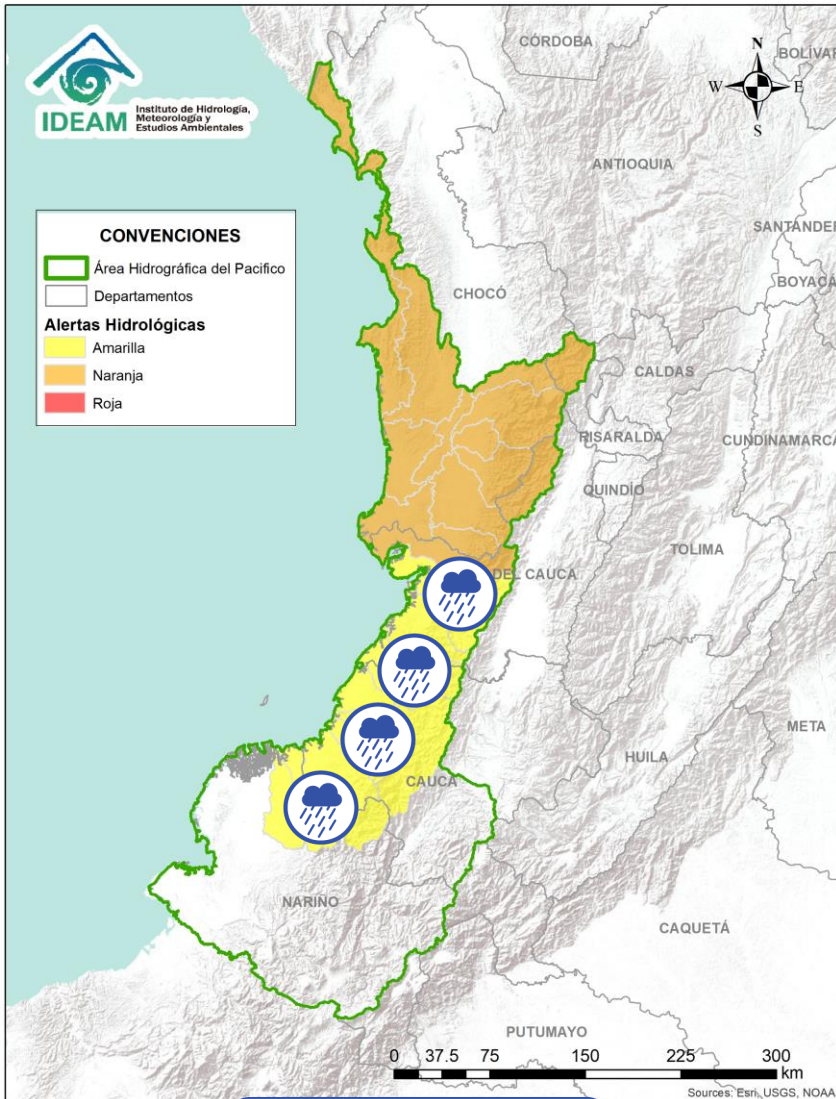 IDEAM
Instituto de Hidrología,
Meteorología y
Estudios Ambientales
CÓRDOBA
BOLÍVAR
N
W
E
S
ANTIOQUIA
SANTANDER
BOYACÁ
CONVENCIONES
Área Hidrográfica del Pacifico
Departamentos
Alertas Hidrológicas
Amarilla
Naranja
Roja
CHOCÓ
CALDAS
RISARALDA
CUNDINAMARCA
QUINDÍO
TOLIMA
DEL CAUCA
META
HUILA
CAUCA
NARIÑO
CAQUETÁ
PUTUMAYO
0 37.5 75 150 225 300
km
Sources: Esri, USGS, NOAA